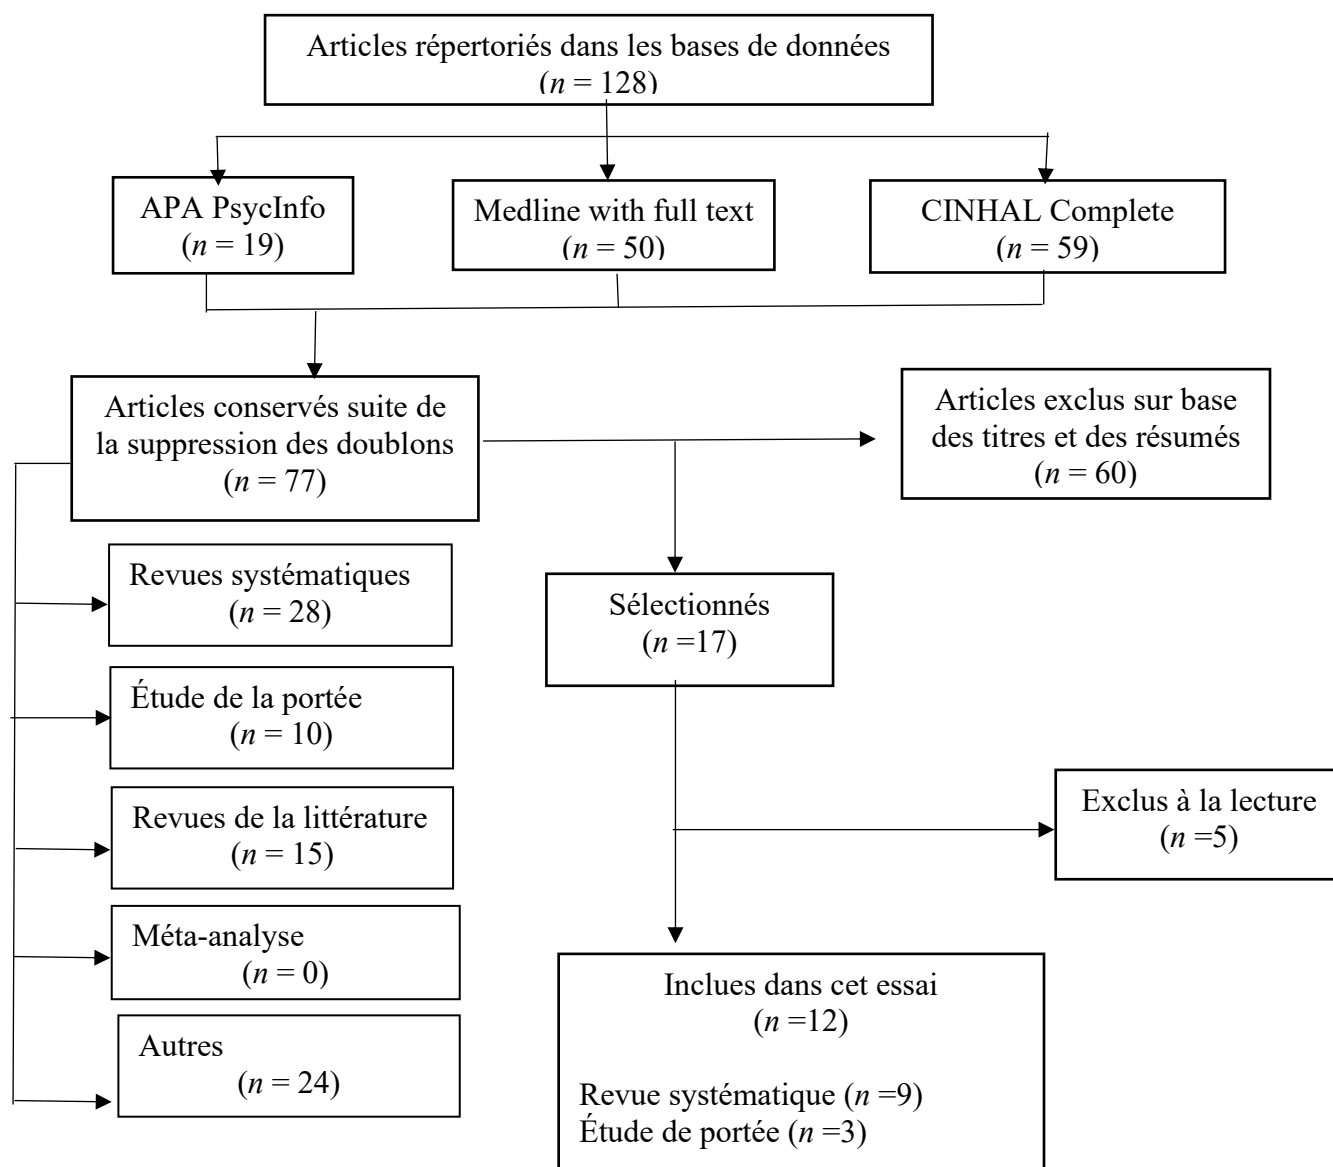 Articles répertoriés dans les bases de données
(n = 128)
APA PsycInfo
(n = 19)
Medline with full text
(n = 50)
CINHAL Complete
(n = 59)
Articles conservés suite de
la suppression des doublons
(n = 77)
Articles exclus sur base
des titres et des résumés
(n = 60)
Revues systématiques
(n = 28)
Étude de la portée
(n = 10)
Revues de la littérature
(n = 15)
Méta-analyse
(n = 0)
Autres
(n = 24)
Sélectionnés
(n =17)
Exclus à la lecture
(n =5)
Inclues dans cet essai
(n =12)
Revue systématique (n =9)
Étude de portée (n =3)